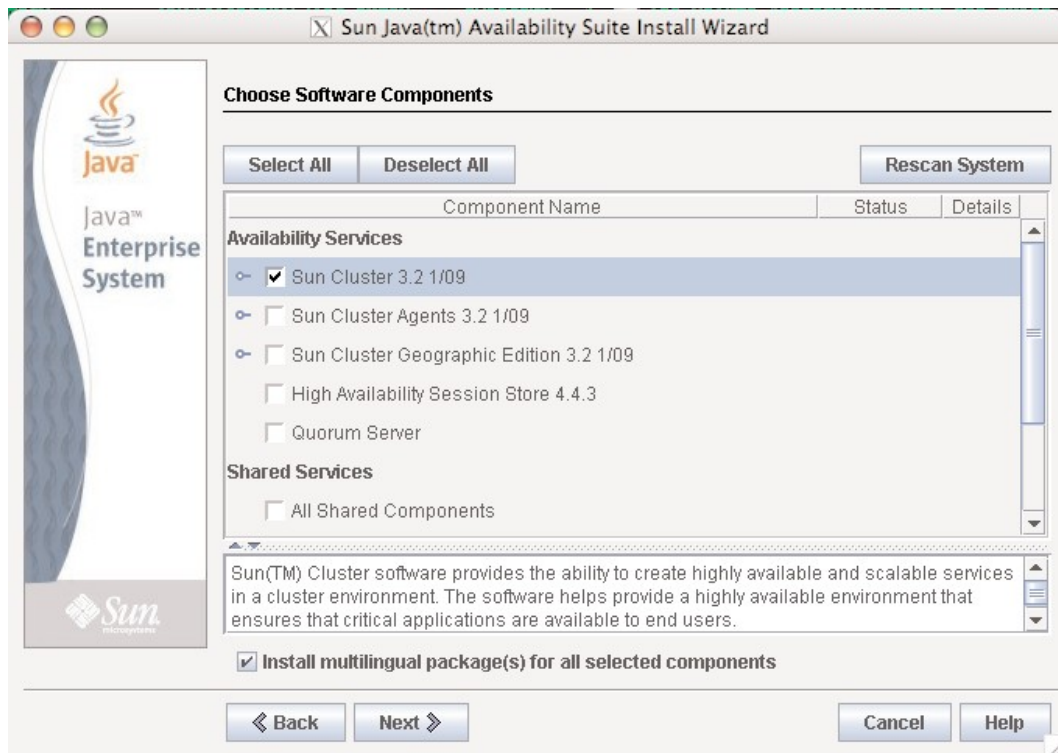 Sun Java(tm) Availability Suite Install Wizard
Java™
Java™
Enterprise
System
Sun
microsystems
Choose Software Components
Select All
Deselect All
Rescan System
Component Name
Status
Details
Availability Services
Sun Cluster 3.2 1/09
Sun Cluster Agents 3.2 1/09
Sun Cluster Geographic Edition 3.2 1/09
High Availability Session Store 4.4.3
Quorum Server
Shared Services
All Shared Components
Sun(TM) Cluster software provides the ability to create highly available and scalable services
in a cluster environment. The software helps provide a highly available environment that
ensures that critical applications are available to end users.
Install multilingual package(s) for all selected components
Back
Next
Cancel
Help